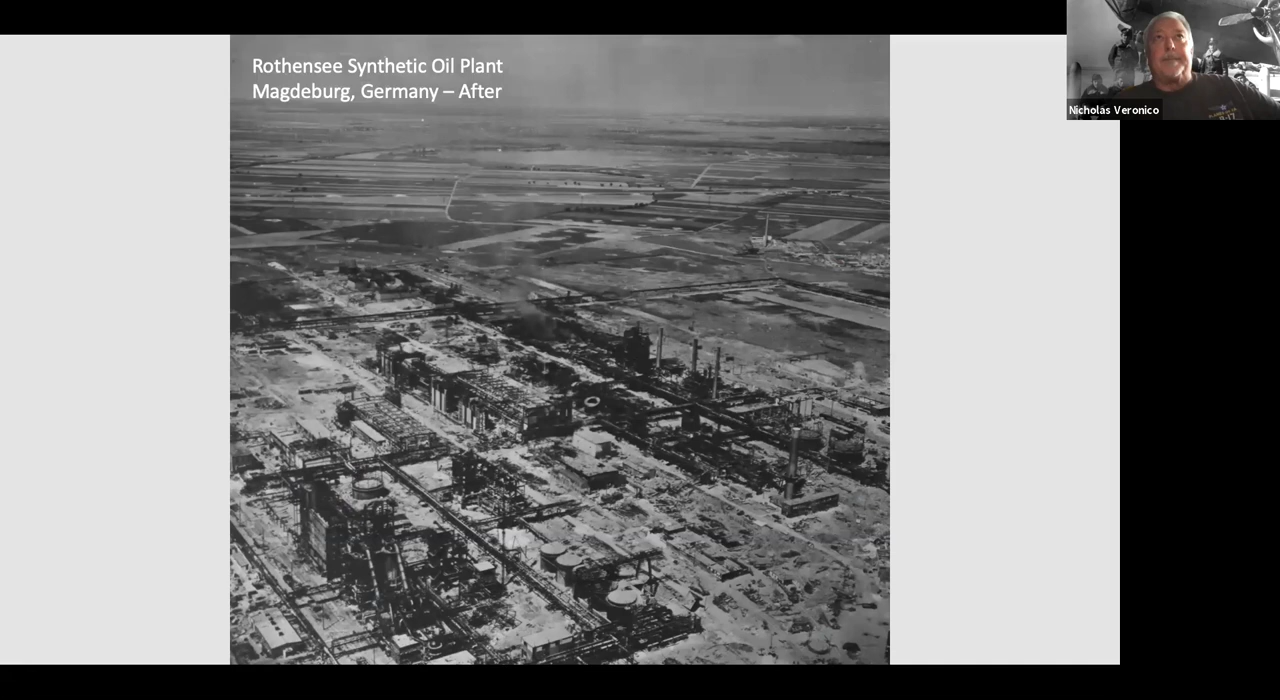 Rothensee Synthetic Oil Plant
Magdeburg, Germany – After
Nicholas Veronico